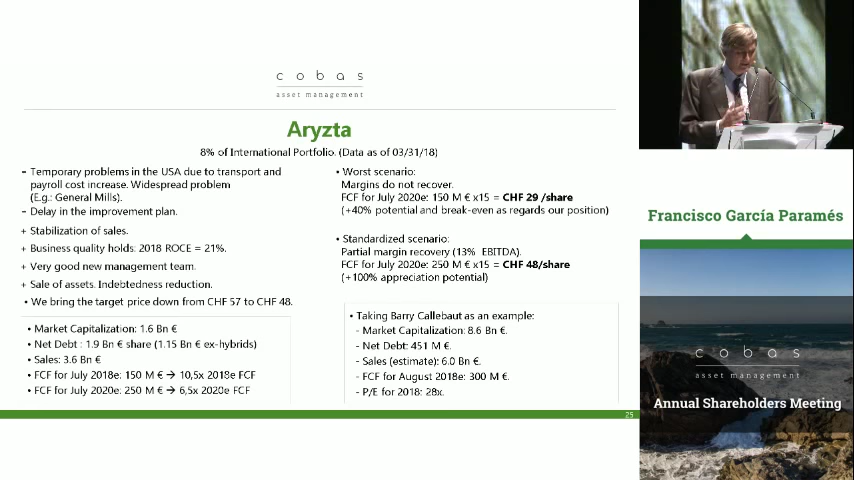 cobas
asset management
Aryzta
8% of International Portfolio. (Data as of 03/31/18)
- Temporary problems in the USA due to transport and
payroll cost increase. Widespread problem
(E.g.: General Mills).
- Delay in the improvement plan.
+ Stabilization of sales.
+ Business quality holds: 2018 ROCE = 21%.
+ Very good new management team.
+ Sale of assets. Indebtedness reduction.
• We bring the target price down from CHF 57 to CHF 48.
• Market Capitalization: 1.6 Bn €
• Net Debt : 1.9 Bn € share (1.15 Bn € ex-hybrids)
• Sales: 3.6 Bn €
• FCF for July 2018e: 150 M € → 10,5x 2018e FCF
• FCF for July 2020e: 250 M € → 6,5x 2020e FCF
• Worst scenario:
Margins do not recover.
FCF for July 2020e: 150 M € x15 = CHF 29 /share
(+40% potential and break-even as regards our position)
• Standardized scenario:
Partial margin recovery (13% EBITDA).
FCF for July 2020e: 250 M € x15 = CHF 48/share
(+100% appreciation potential)
• Taking Barry Callebaut as an example:
- Market Capitalization: 8.6 Bn €.
- Net Debt: 451 M €.
- Sales (estimate): 6.0 Bn €.
- FCF for August 2018e: 300 M €.
- P/E for 2018: 28x.
25
Francisco García Paramés
cobas
asset management
Annual Shareholders Meeting